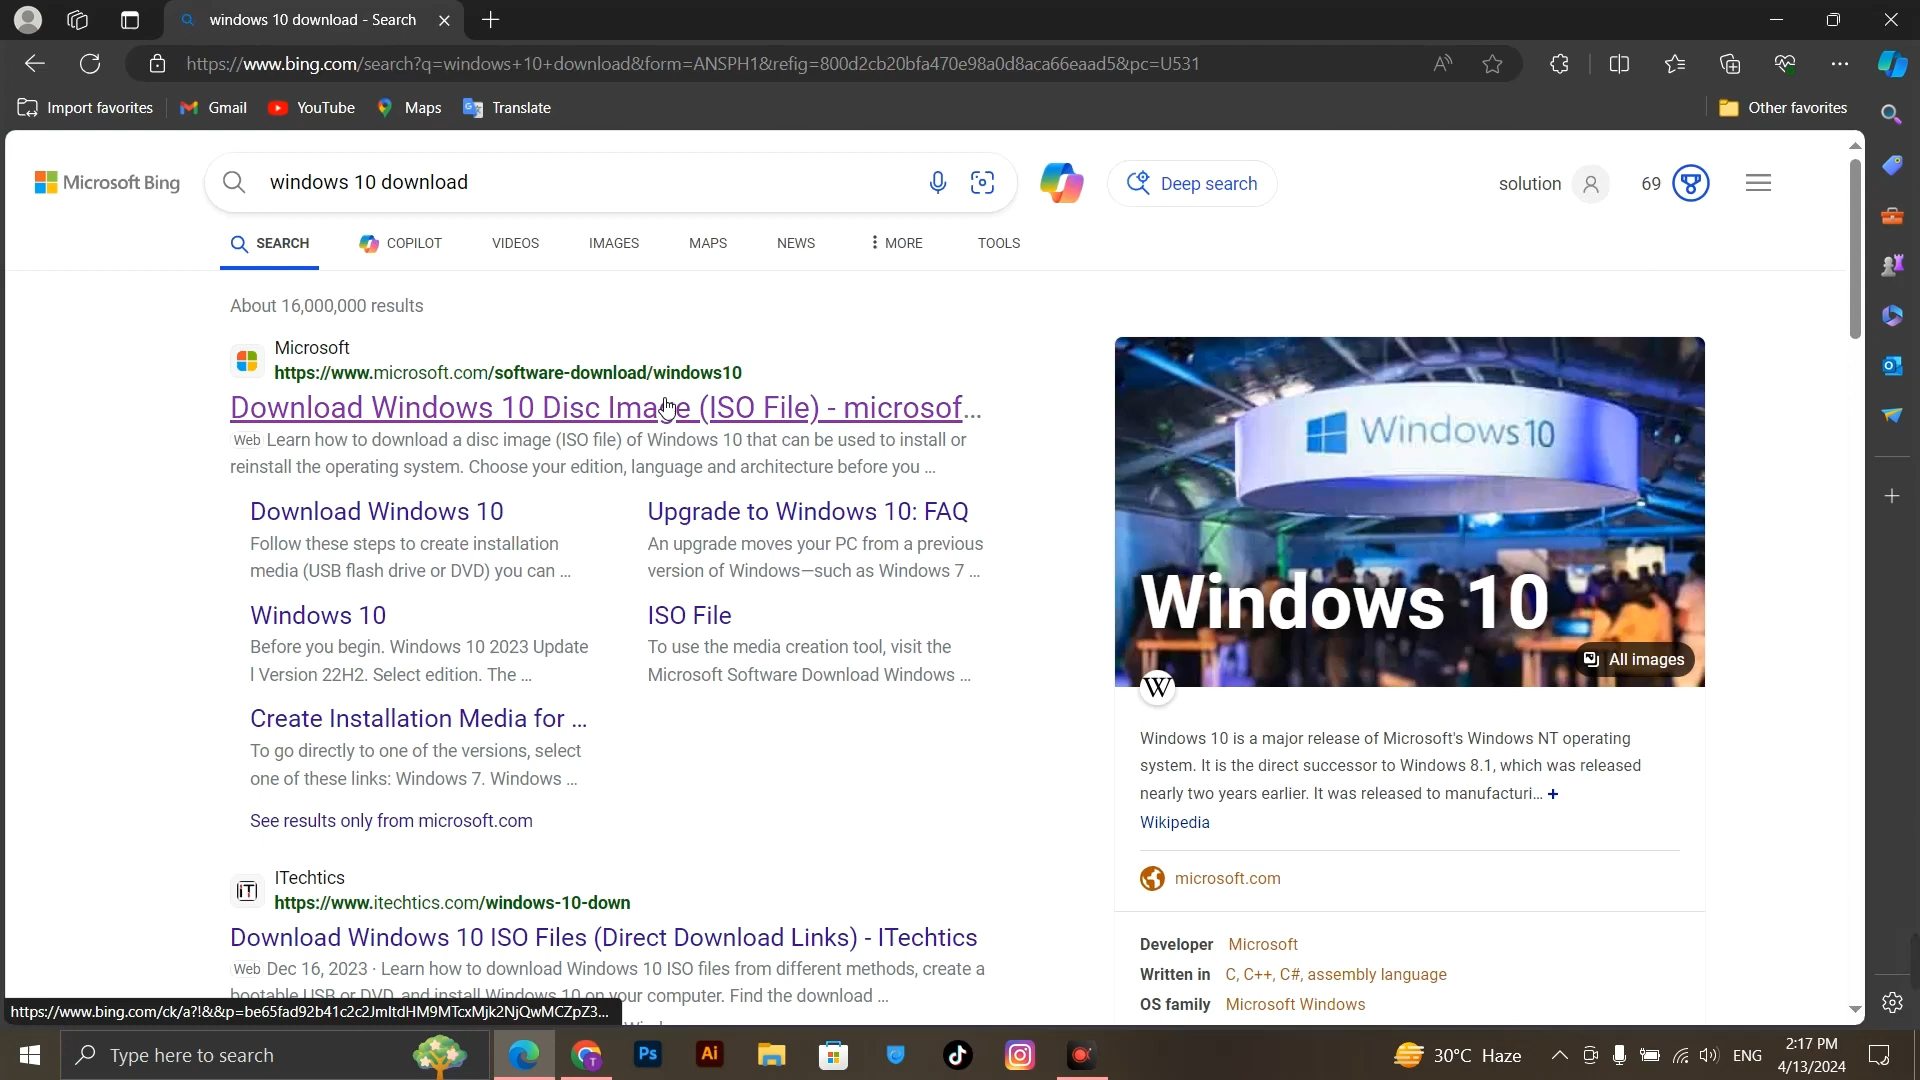 windows 10 download - Search
https://www.bing.com/search?q=windows+10+download&form=ANSPH1&refig=800d2cb20bfa470e98a0d8aca66eaad5&pc=U531
Import favorites Gmail YouTube Maps Translate Other favorites
Microsoft Bing windows 10 download Deep search solution 69
SEARCH COPILOT VIDEOS IMAGES MAPS NEWS MORE TOOLS
About 16,000,000 results
Microsoft
https://www.microsoft.com/software-download/windows10
Download Windows 10 Disc Image (ISO File) - microsof...
Web Learn how to download a disc image (ISO file) of Windows 10 that can be used to install or
reinstall the operating system. Choose your edition, language and architecture before you ...
Download Windows 10
Follow these steps to create installation
media (USB flash drive or DVD) you can ...
Upgrade to Windows 10: FAQ
An upgrade moves your PC from a previous
version of Windows—such as Windows 7 ...
Windows 10
Before you begin. Windows 10 2023 Update
l Version 22H2. Select edition. The ...
ISO File
To use the media creation tool, visit the
Microsoft Software Download Windows ...
Create Installation Media for ...
To go directly to one of the versions, select
one of these links: Windows 7. Windows ...
See results only from microsoft.com
iT
ITechtics
https://www.itechtics.com/windows-10-down
Download Windows 10 ISO Files (Direct Download Links) - ITechtics
Web Dec 16, 2023 · Learn how to download Windows 10 ISO files from different methods, create a
bootable USB or DVD, and install Windows 10 on your computer. Find the download ...
Windows10
Windows 10
All images
W
Windows 10 is a major release of Microsoft's Windows NT operating
system. It is the direct successor to Windows 8.1, which was released
nearly two years earlier. It was released to manufacturi... +
Wikipedia
microsoft.com
Developer Microsoft
Written in C, C++, C#, assembly language
OS family Microsoft Windows
https://www.bing.com/ck/a?!&&p=be65fad92b41c2c2JmltdHM9MTcxMjk2NjQwMCZpZ3...
Type here to search T Ps Ai 30°C Haze ENG
2:17 PM
4/13/2024